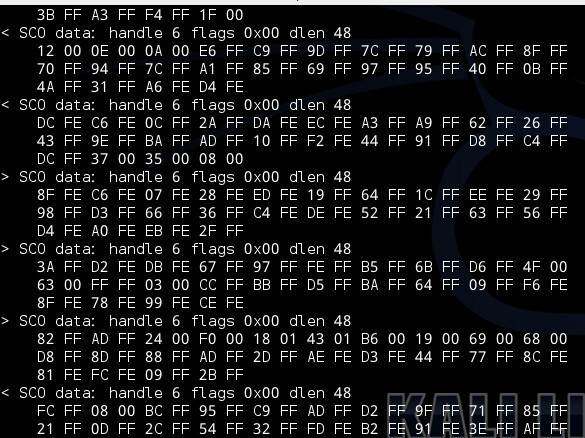 3B FF A3 FF F4 FF 1F 00
< SCO data: handle 6 flags 0x00 dlen 48
12 00 0E 00 0A 00 E6 FF C9 FF 9D FF 7C FF 79 FF AC FF 8F FF
70 FF 94 FF 7C FF A1 FF 85 FF 69 FF 97 FF 95 FF 40 FF 0B FF
4A FF 31 FF A6 FE D4 FE
< SCO data: handle 6 flags 0x00 dlen 48
DC FE C6 FE 0C FF 2A FF DA FE EC FE A3 FF A9 FF 62 FF 26 FF
43 FF 9E FF BA FF AD FF 10 FF F2 FE 44 FF 91 FF D8 FF C4 FF
DC FF 37 00 35 00 08 00
> SCO data: handle 6 flags 0x00 dlen 48
8F FE C6 FE 07 FE 28 FE ED FE 19 FF 64 FF 1C FF EE FE 29 FF
98 FF D3 FF 66 FF 36 FF C4 FE DE FE 52 FF 21 FF 63 FF 56 FF
D4 FE A0 FE EB FE 2F FF
> SCO data: handle 6 flags 0x00 dlen 48
3A FF D2 FE DB FE 67 FF 97 FF FE FF B5 FF 6B FF D6 FF 4F 00
63 00 FF FF 03 00 CC FF BB FF D5 FF BA FF 64 FF 09 FF F6 FE
8F FE 78 FE 99 FE CE FE
> SCO data: handle 6 flags 0x00 dlen 48
82 FF AD FF 24 00 F0 00 18 01 43 01 B6 00 19 00 69 00 68 00
D8 FF 8D FF 88 FF AD FF 2D FF AE FE D3 FE 44 FF 77 FF 8C FE
81 FE FC FE 09 FF 2B FF
< SCO data: handle 6 flags 0x00 dlen 48
FC FF 08 00 BC FF 95 FF C9 FF AD FF D2 FF 9F FF 71 FF 85 FF
21 FF 0D FF 2C FF 54 FF 32 FF FD FE B2 FE 91 FE 3E FF AF FF
KALI LI